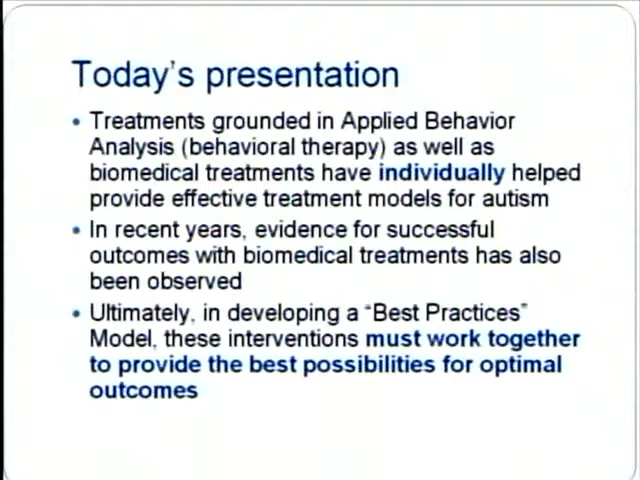 Today's presentation
• Treatments grounded in Applied Behavior
Analysis (behavioral therapy) as well as
biomedical treatments have individually helped
provide effective treatment models for autism
• In recent years, evidence for successful
outcomes with biomedical treatments has also
been observed
• Ultimately, in developing a "Best Practices"
Model, these interventions must work together
to provide the best possibilities for optimal
outcomes